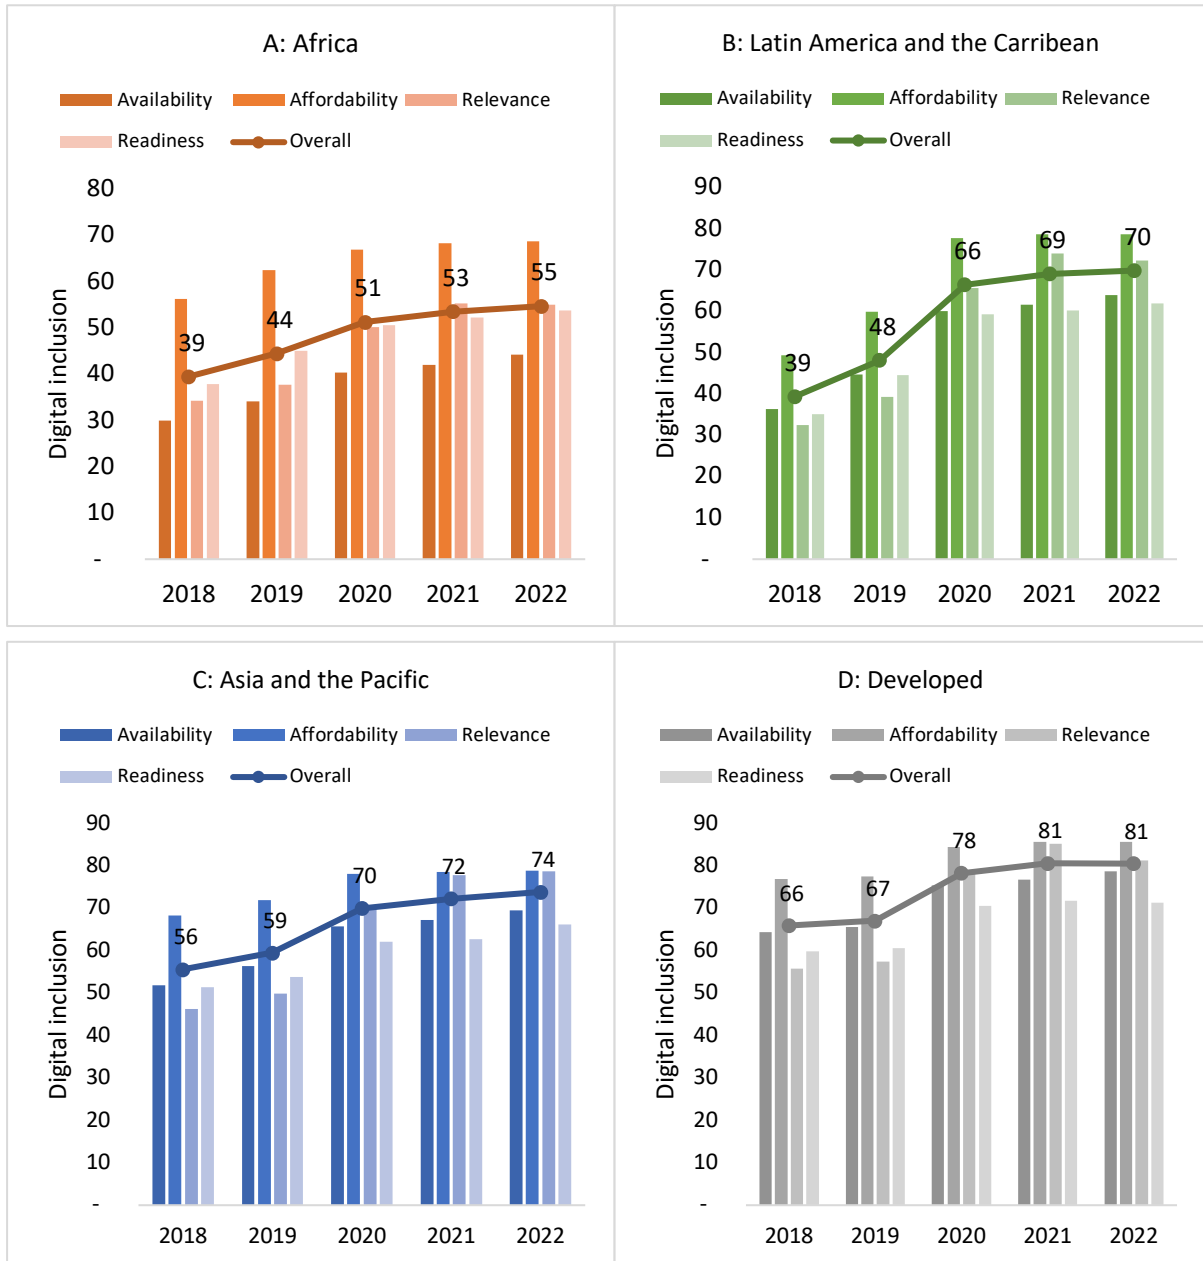 A: Africa
Availability Affordability Relevance
Readiness Overall
Digital inclusion
80
70
60
50
40
30
20
10
-
39 44 51 53 55
2018 2019 2020 2021 2022
B: Latin America and the Carribean
Availability Affordability Relevance
Readiness Overall
Digital inclusion
90
80
70
60
50
40
30
20
10
-
39 48 66 69 70
2018 2019 2020 2021 2022
C: Asia and the Pacific
Availability Affordability Relevance
Readiness Overall
Digital inclusion
90
80
70
60
50
40
30
20
10
-
56 59 70 72 74
2018 2019 2020 2021 2022
D: Developed
Availability Affordability Relevance
Readiness Overall
Digital inclusion
90
80
70
60
50
40
30
20
10
-
66 67 78 81 81
2018 2019 2020 2021 2022